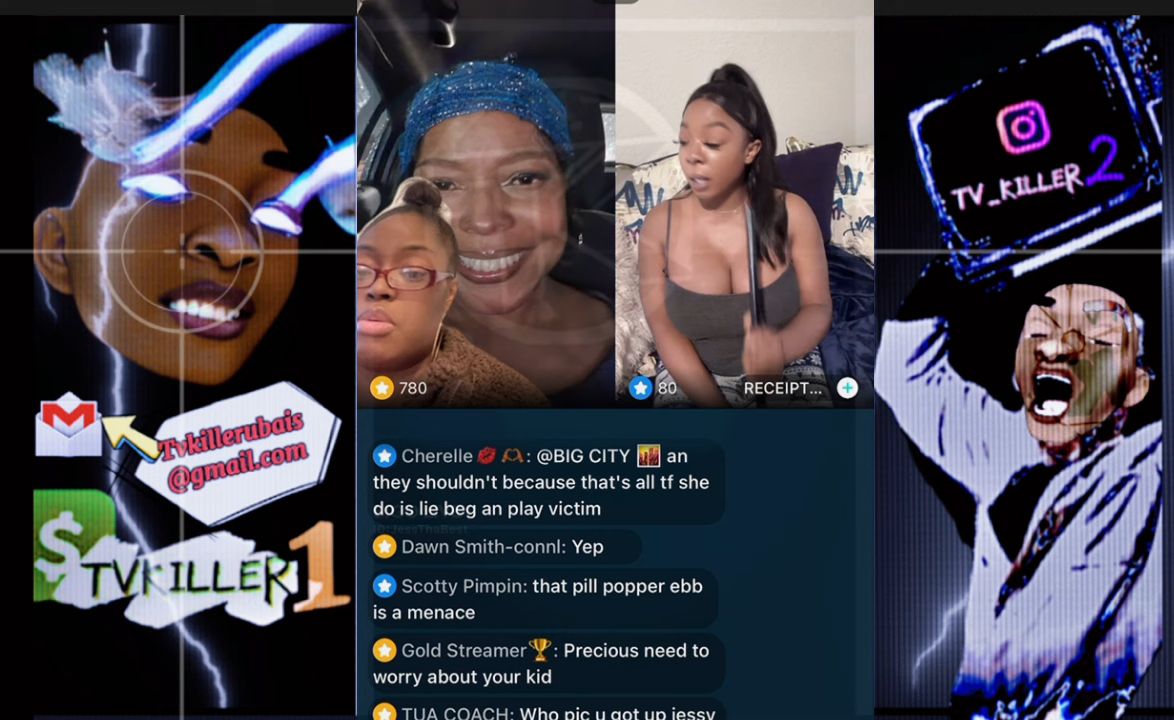 780
80
RECEIPT...
Cherelle💋🫶🏾: @BIG CITY 🌇 an
they shouldn't because that's all tf she
do is lie beg an play victim
ID: JessThaBest
Dawn Smith-connl: Yep
Scotty Pimpin: that pill popper ebb
is a menace
Gold Streamer🏆: Precious need to
worry about your kid
TUA COACH: Who pic u got up jessy
Tvkillerubais
@gmail.com
$
TVKILLER1
TV_KILLER2